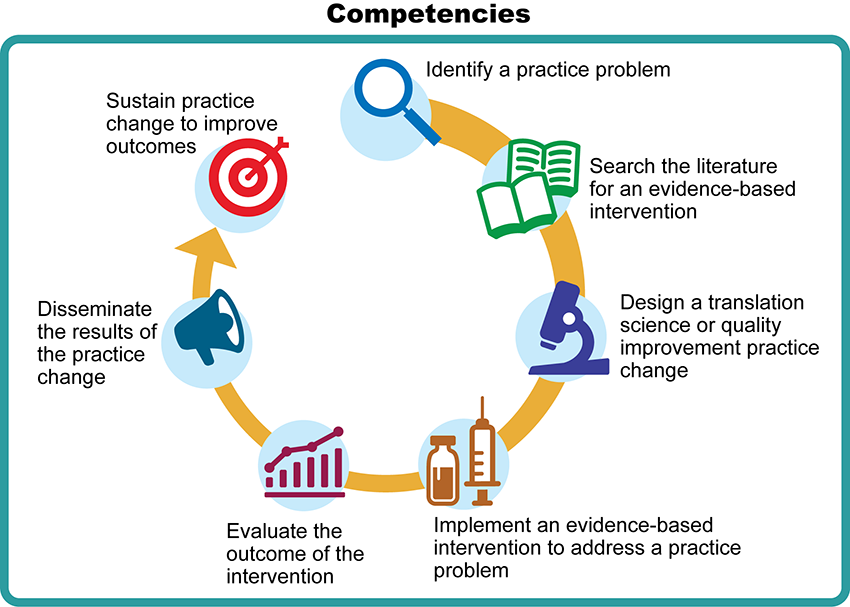 Competencies
Identify a practice problem
Search the literature
for an evidence-based
intervention
Design a translation
science or quality
improvement practice
change
Implement an evidence-based
intervention to address a practice
problem
Evaluate the
outcome of the
intervention
Disseminate
the results of
the practice
change
Sustain practice
change to improve
outcomes